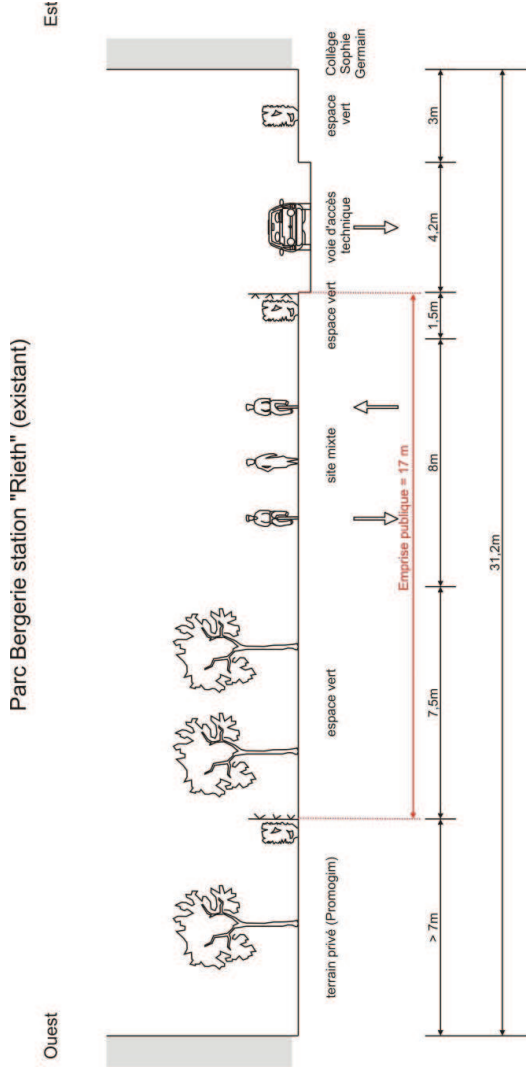 Parc Bergerie station "Rieth" (existant)
Ouest
Est
terrain privé (Promogim)
espace vert
site mixte
espace vert
voie d'accès
technique
espace
vert
Collège
Sophie
Germain
Emprise publique = 17 m
> 7m
7,5m
8m
1,5m
4,2m
3m
31,2m